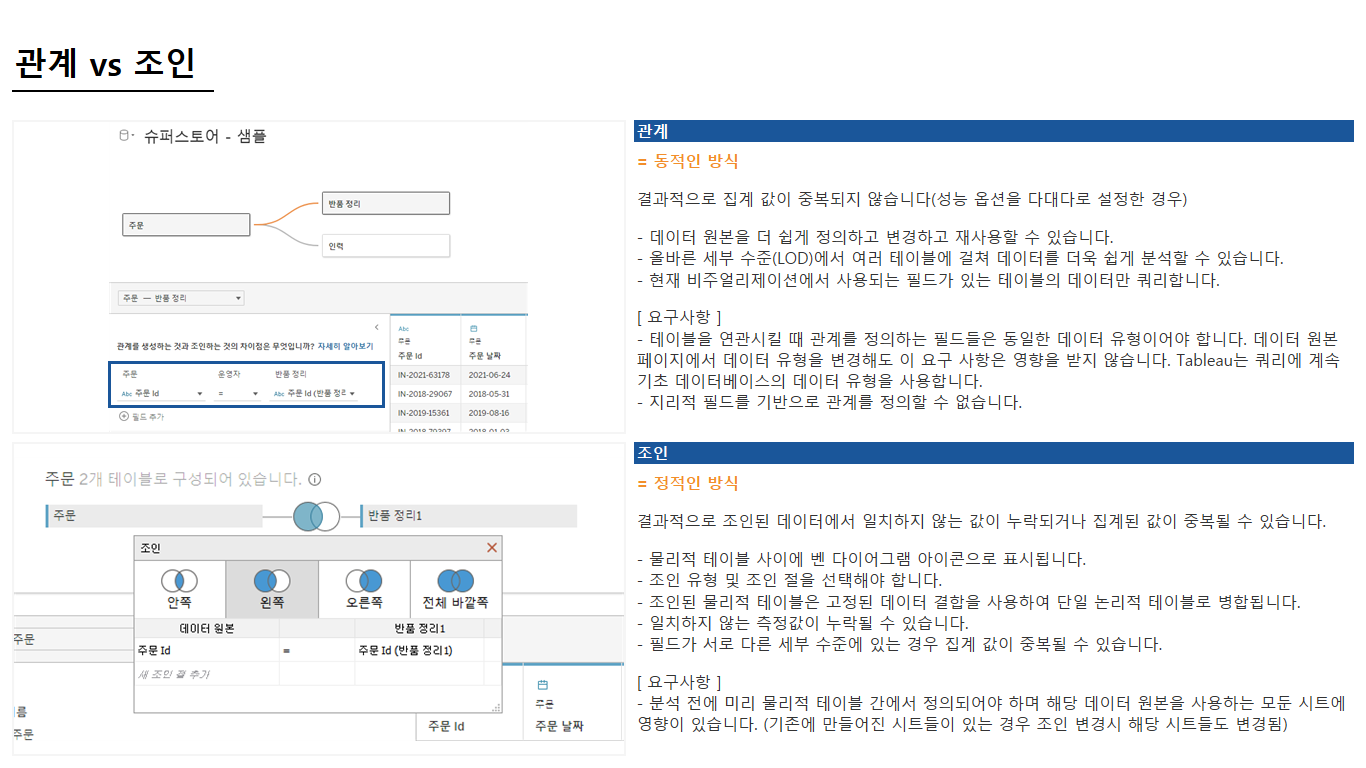 관계 vs 조인
슈퍼스토어 - 샘플
주문
반품 정리
인력
주문 — 반품 정리
관계를 생성하는 것과 조인하는 것의 차이점은 무엇입니까? 자세히 알아보기
주문 운영자 반품 정리
Abc 주문 Id = Abc 주문 Id (반품 정리
필드 추가
Abc
주문 주문
주문 Id 주문 날짜
IN-2021-63178 2021-06-24
IN-2018-29067 2018-05-31
IN-2019-15361 2019-08-16
IN-2018-79397 2018-01-03
관계
= 동적인 방식
결과적으로 집계 값이 중복되지 않습니다(성능 옵션을 다대다로 설정한 경우)
- 데이터 원본을 더 쉽게 정의하고 변경하고 재사용할 수 있습니다.
- 올바른 세부 수준(LOD)에서 여러 테이블에 걸쳐 데이터를 더욱 쉽게 분석할 수 있습니다.
- 현재 비주얼리제이션에서 사용되는 필드가 있는 테이블의 데이터만 쿼리합니다.
[ 요구사항 ]
- 테이블을 연관시킬 때 관계를 정의하는 필드들은 동일한 데이터 유형이어야 합니다. 데이터 원본
페이지에서 데이터 유형을 변경해도 이 요구 사항은 영향을 받지 않습니다. Tableau는 쿼리에 계속
기초 데이터베이스의 데이터 유형을 사용합니다.
- 지리적 필드를 기반으로 관계를 정의할 수 없습니다.
주문 2개 테이블로 구성되어 있습니다.
주문 반품 정리1
조인
안쪽 왼쪽 오른쪽 전체 바깥쪽
데이터 원본 반품 정리1
주문 Id = 주문 Id (반품 정리1)
새 조인 절 추가
주문
름
주문
주문
주문 Id 주문 날짜
조인
= 정적인 방식
결과적으로 조인된 데이터에서 일치하지 않는 값이 누락되거나 집계된 값이 중복될 수 있습니다.
- 물리적 테이블 사이에 벤 다이어그램 아이콘으로 표시됩니다.
- 조인 유형 및 조인 절을 선택해야 합니다.
- 조인된 물리적 테이블은 고정된 데이터 결합을 사용하여 단일 논리적 테이블로 병합됩니다.
- 일치하지 않는 측정값이 누락될 수 있습니다.
- 필드가 서로 다른 세부 수준에 있는 경우 집계 값이 중복될 수 있습니다.
[ 요구사항 ]
- 분석 전에 미리 물리적 테이블 간에서 정의되어야 하며 해당 데이터 원본을 사용하는 모둔 시트에
영향이 있습니다. (기존에 만들어진 시트들이 있는 경우 조인 변경시 해당 시트들도 변경됨)